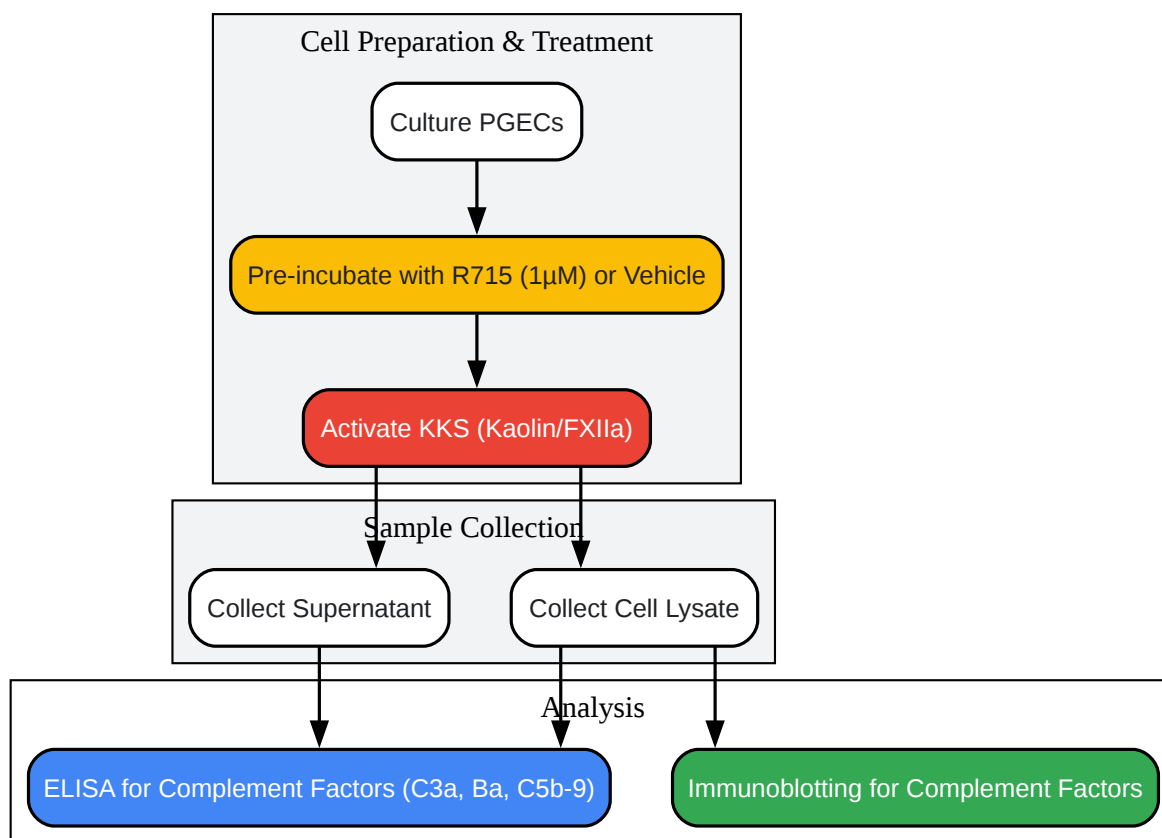 Cell Preparation & Treatment
Culture PGECs
Pre-incubate with R715 (1µM) or Vehicle
Activate KKS (Kaolin/FXIIa)
Sample Collection
Collect Supernatant
Collect Cell Lysate
Analysis
ELISA for Complement Factors (C3a, Ba, C5b-9)
Immunoblotting for Complement Factors